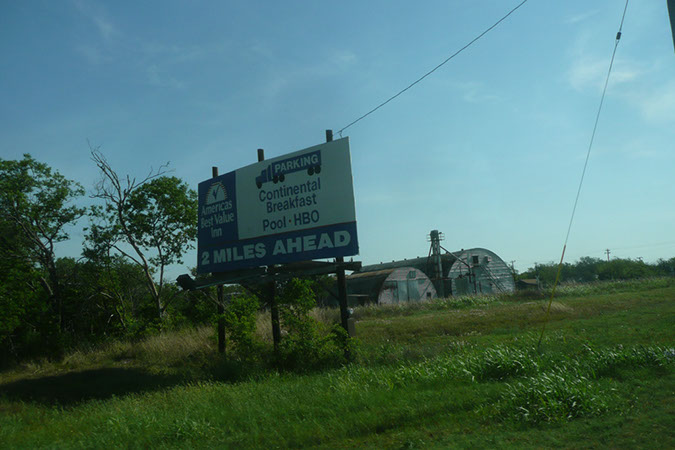 Americas
Best Value
Inn
PARKING
Continental
Breakfast
Pool - HBO
2 MILES AHEAD